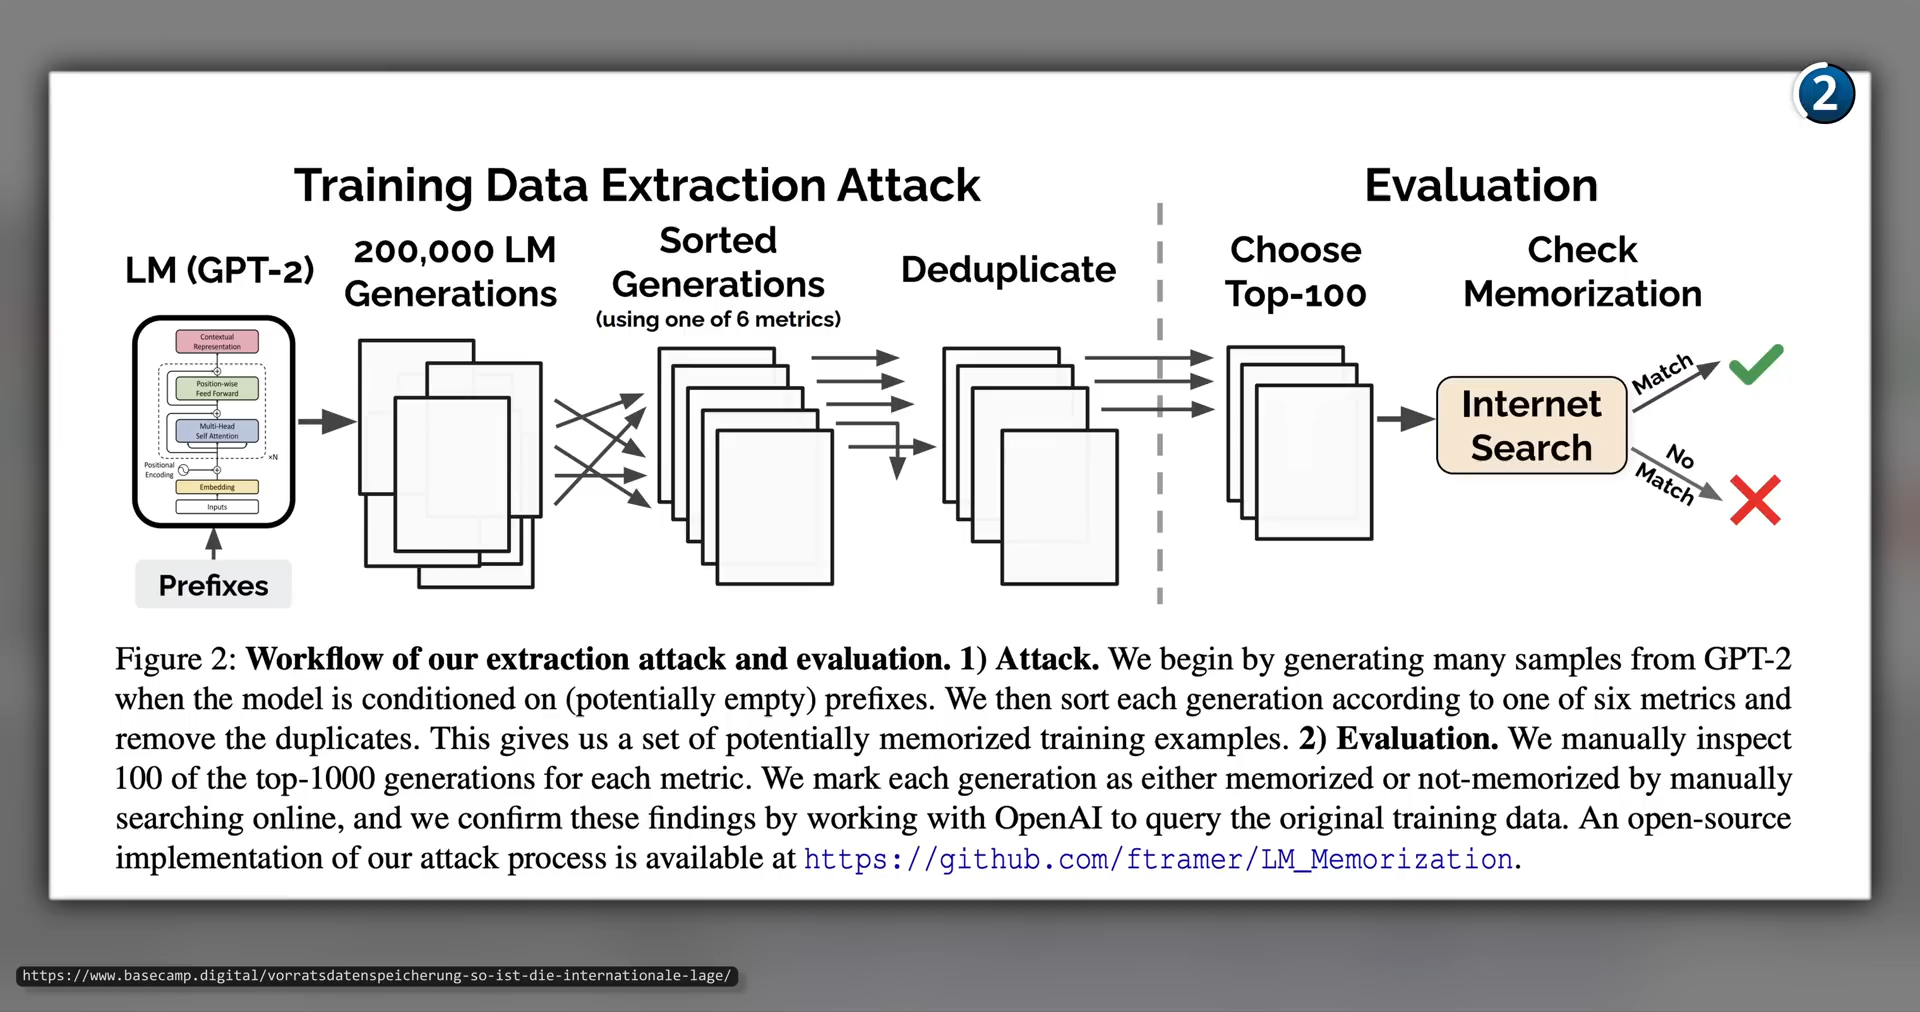 2
Training Data Extraction Attack
Evaluation
LM (GPT-2)
200,000 LM
Generations
Sorted
Generations
(using one of 6 metrics)
Deduplicate
Choose
Top-100
Check
Memorization
Contextual
Representation
Position-wise
Feed Forward
Multi-Head
Self Attention
×N
Positional
Encoding
Embedding
Inputs
Prefixes
Internet
Search
Match
No
Match
Figure 2: Workflow of our extraction attack and evaluation. 1) Attack. We begin by generating many samples from GPT-2
when the model is conditioned on (potentially empty) prefixes. We then sort each generation according to one of six metrics and
remove the duplicates. This gives us a set of potentially memorized training examples. 2) Evaluation. We manually inspect
100 of the top-1000 generations for each metric. We mark each generation as either memorized or not-memorized by manually
searching online, and we confirm these findings by working with OpenAI to query the original training data. An open-source
implementation of our attack process is available at https://github.com/ftramer/LM_Memorization.
https://www.basecamp.digital/vorratsdatenspeicherung-so-ist-die-internationale-lage/